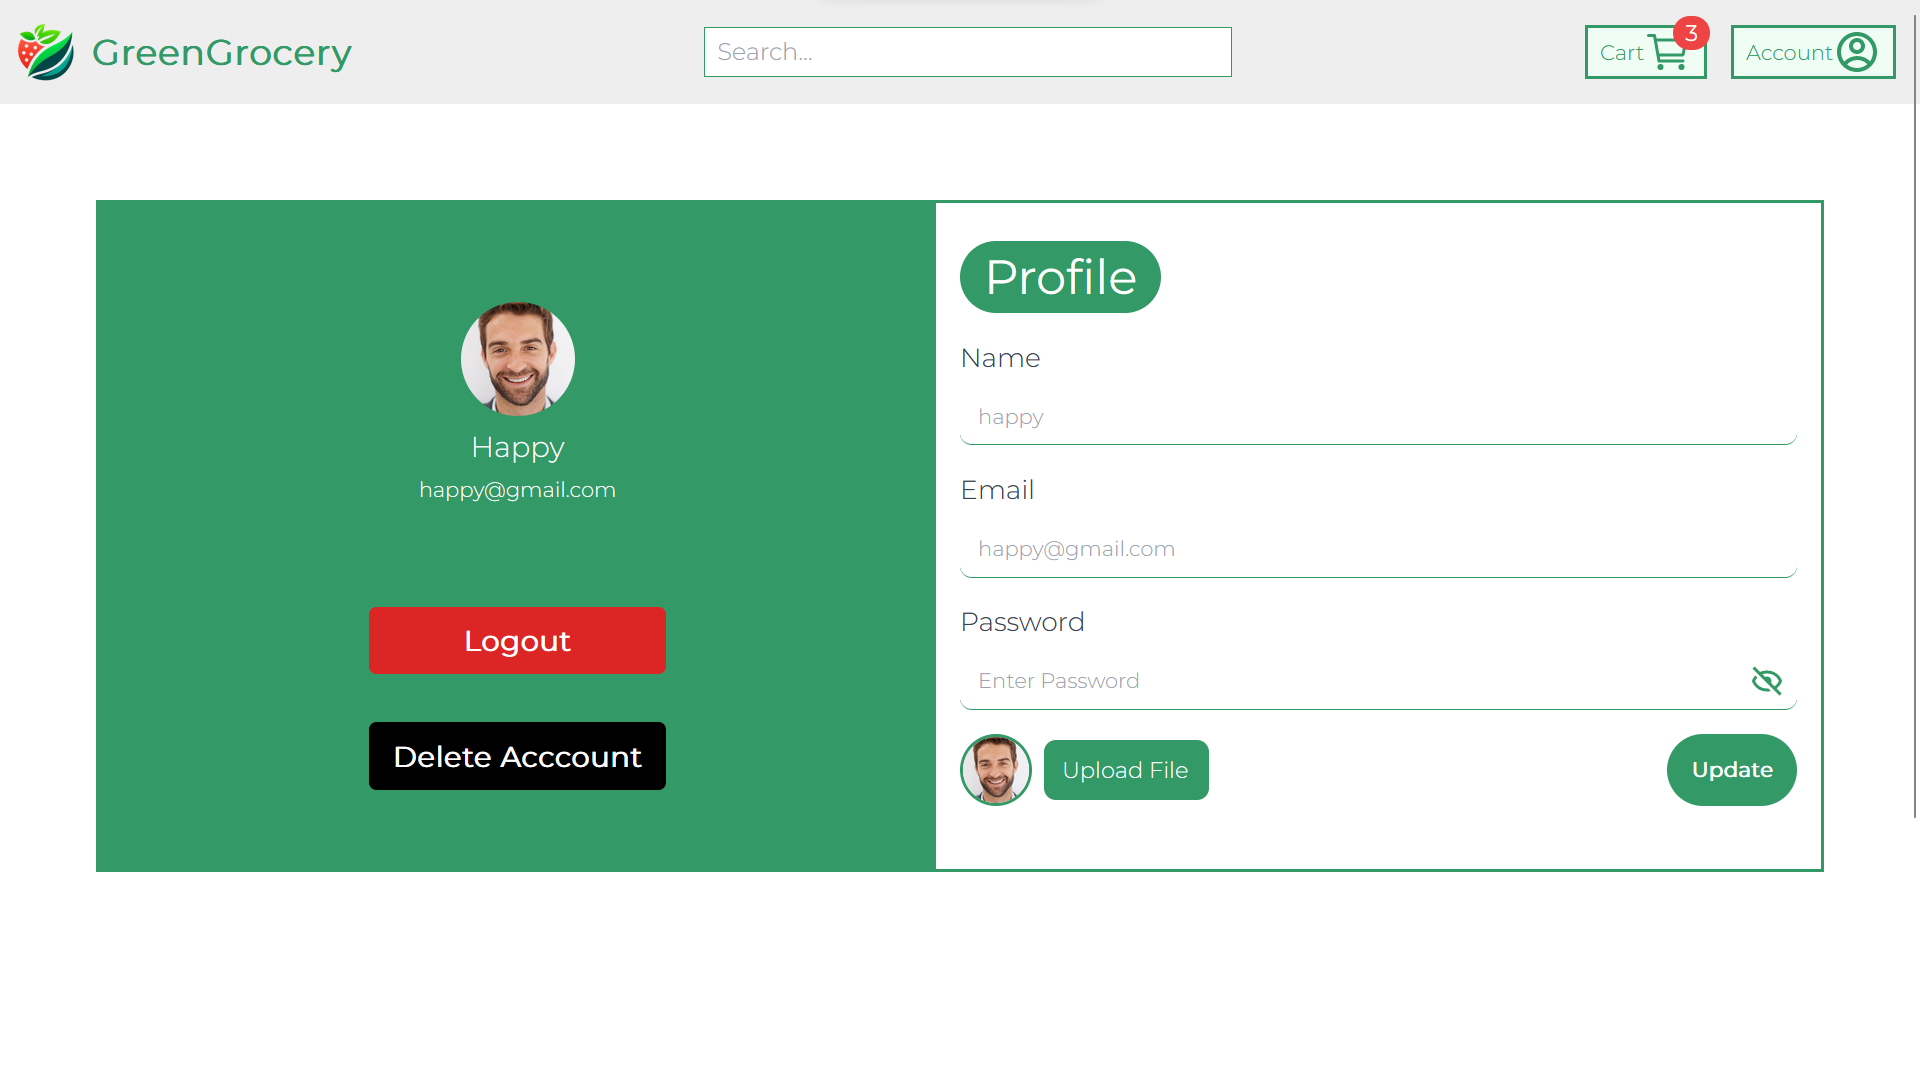 GreenGrocery
Search...
Cart
3
Account
Happy
happy@gmail.com
Logout
Delete Acccount
Profile
Name
happy
Email
happy@gmail.com
Password
Enter Password
Upload File
Update